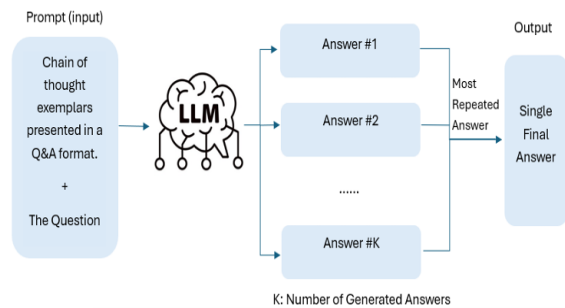 Prompt (input)
Chain of
thought
exemplars
presented in a
Q&A format.
+
The Question
LLM
Answer #1
Answer #2
......
Answer #K
Most
Repeated
Answer
Output
Single
Final
Answer
K: Number of Generated Answers